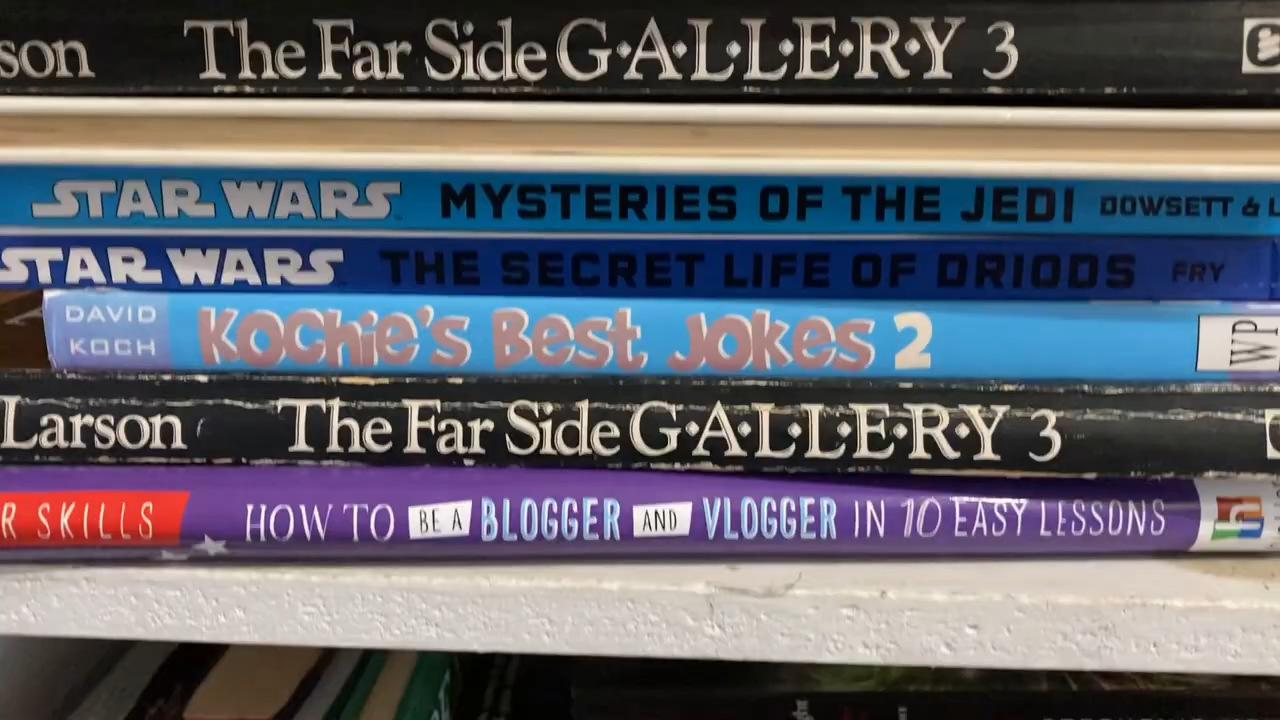 son The Far Side G·A·L·L·E·R·Y 3
STAR WARS MYSTERIES OF THE JEDI DOWSETT & L
STAR WARS THE SECRET LIFE OF DRIODS FRY
DAVID KOCH Kochie's Best Jokes 2 WP
Larson The Far Side G·A·L·L·E·R·Y 3
R SKILLS HOW TO BE A BLOGGER AND VLOGGER IN 10 EASY LESSONS